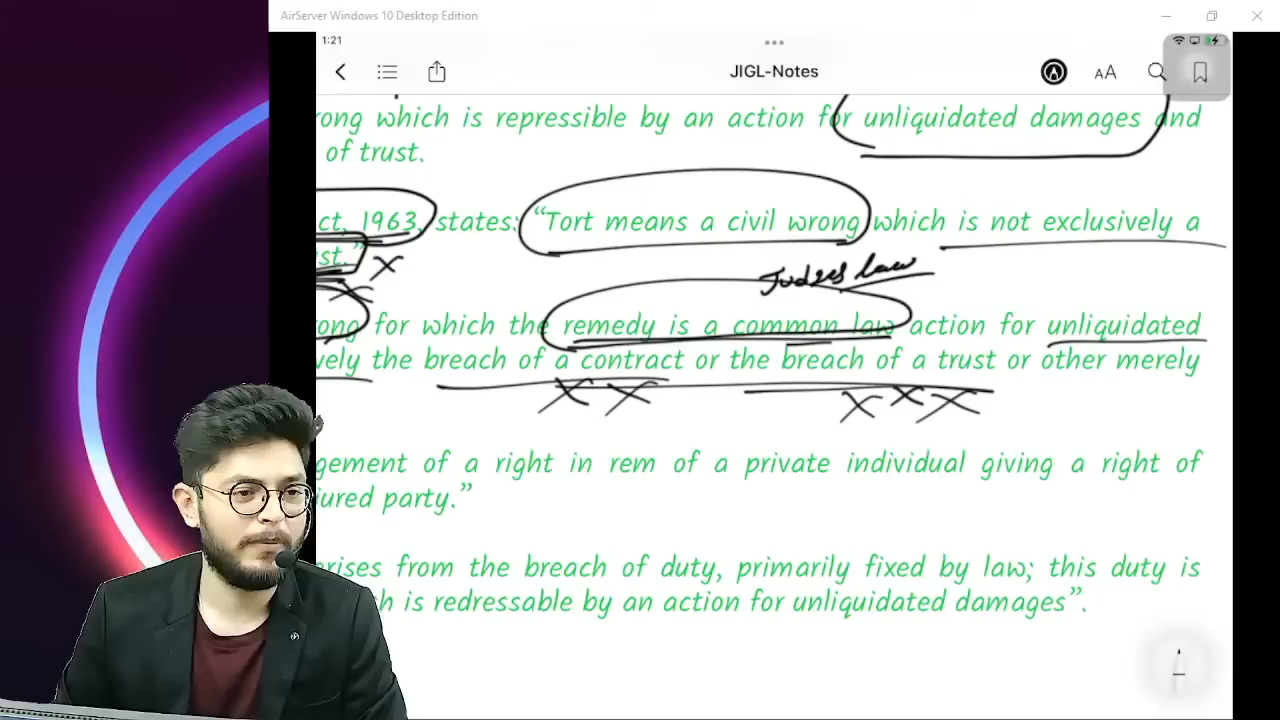 AirServer Windows 10 Desktop Edition
1:21
JIGL-Notes
AA
rong which is repressible by an action for unliquidated damages and
of trust.
ct, 1963, states: “Tort means a civil wrong which is not exclusively a
st.”
Judges law
ong for which the remedy is a common law action for unliquidated
vely the breach of a contract or the breach of a trust or other merely
gement of a right in rem of a private individual giving a right of
jured party.”
arises from the breach of duty, primarily fixed by law; this duty is
h is redressable by an action for unliquidated damages”.